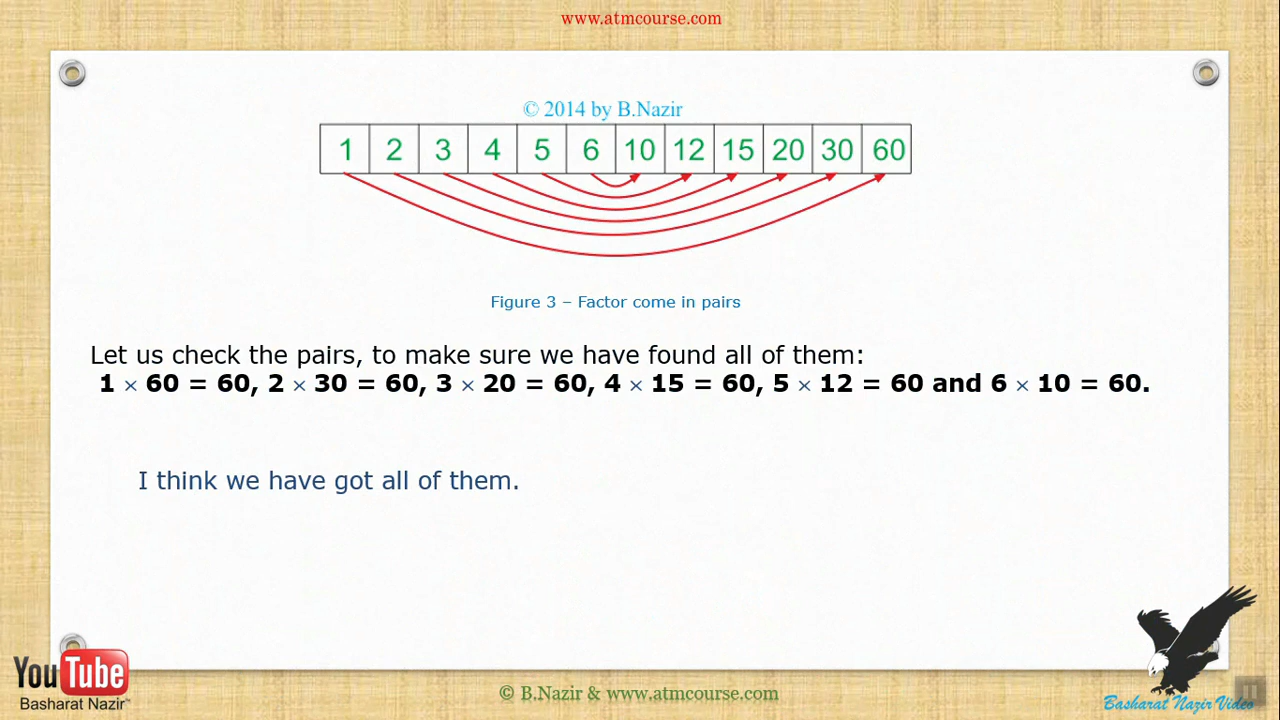 www.atmcourse.com
© 2014 by B.Nazir
1 2 3 4 5 6 10 12 15 20 30 60
Figure 3 – Factor come in pairs
Let us check the pairs, to make sure we have found all of them:
1 × 60 = 60, 2 × 30 = 60, 3 × 20 = 60, 4 × 15 = 60, 5 × 12 = 60 and 6 × 10 = 60.
I think we have got all of them.
YouTube
Basharat Nazir™
© B.Nazir & www.atmcourse.com
Basharat Nazir Video